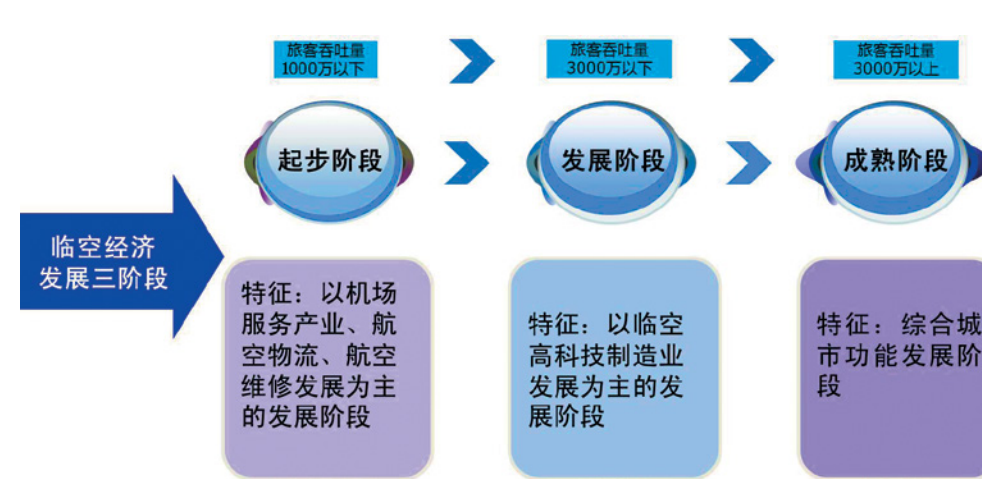 旅客吞吐量
1000万以下
旅客吞吐量
3000万以下
旅客吞吐量
3000万以上
起步阶段
发展阶段
成熟阶段
临空经济
发展三阶段
特征：以机场
服务产业、航
空物流、航空
维修发展为主
的发展阶段
特征：以临空
高科技制造业
发展为主的发
展阶段
特征：综合城
市功能发展阶
段